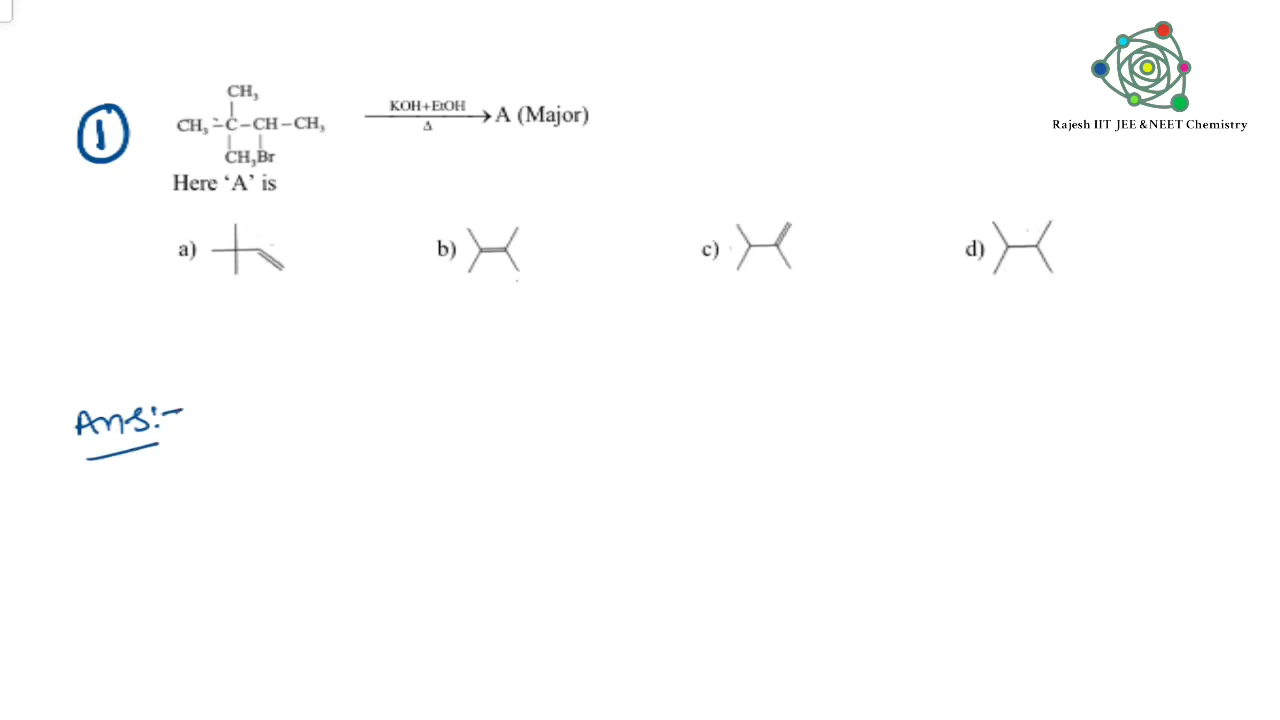 Rajesh IIT JEE &NEET Chemistry
1
CH₃
CH₃-C-CH-CH₃
CH₃Br
KOH+EtOH
Δ
A (Major)
Here ‘A’ is
a)
b)
c)
d)
Ans:-